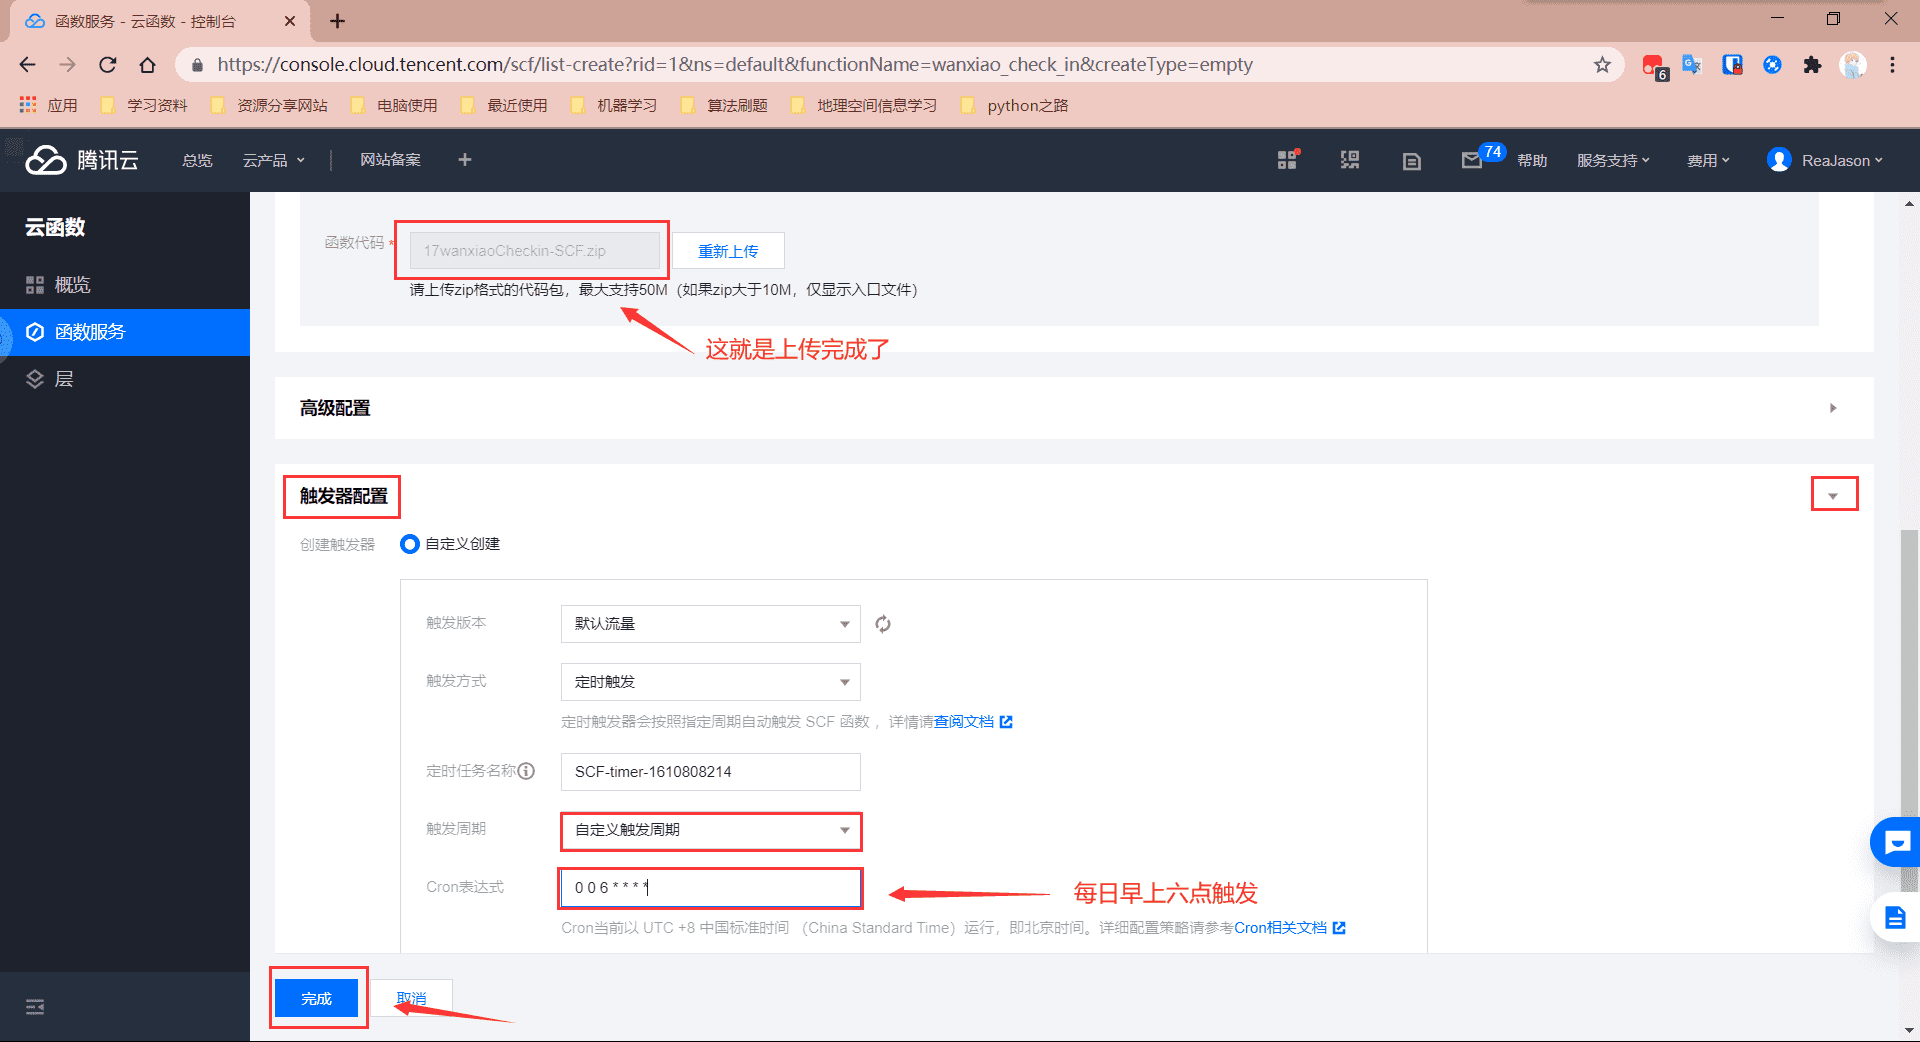 函数服务 - 云函数 - 控制台
https://console.cloud.tencent.com/scf/list-create?rid=1&ns=default&functionName=wanxiao_check_in&createType=empty
6
应用 学习资料 资源分享网站 电脑使用 最近使用 机器学习 算法刷题 地理空间信息学习 python之路
腾讯云 总览 云产品 网站备案 74 帮助 服务支持 费用 ReaJason
云函数
概览
函数服务
层
函数代码 * 17wanxiaoCheckin-SCF.zip 重新上传
请上传zip格式的代码包，最大支持50M（如果zip大于10M，仅显示入口文件）
这就是上传完成了
高级配置
触发器配置
创建触发器 自定义创建
触发版本 默认流量
触发方式 定时触发
定时触发器会按照指定周期自动触发 SCF 函数 ，详情请查阅文档
定时任务名称 SCF-timer-1610808214
触发周期 自定义触发周期
Cron表达式 0 0 6 * * * *
每日早上六点触发
Cron当前以 UTC +8 中国标准时间 （China Standard Time）运行，即北京时间。详细配置策略请参考Cron相关文档
完成 取消